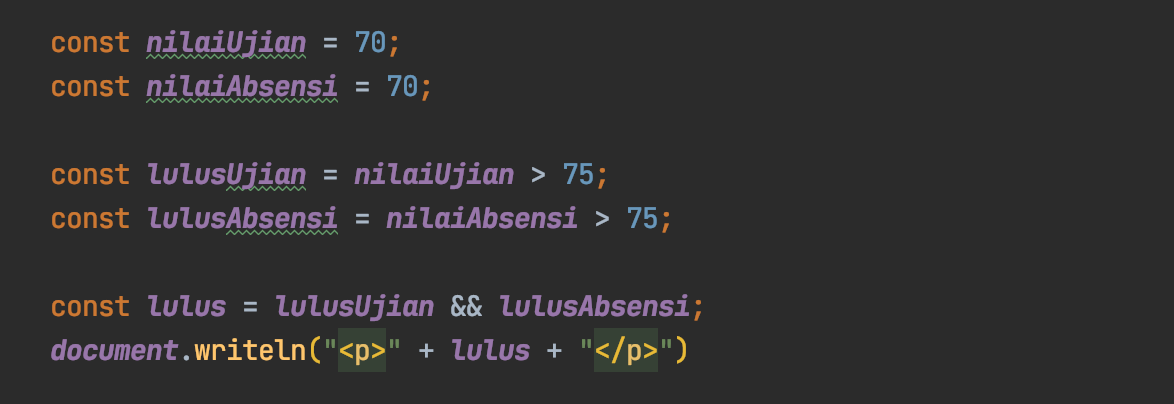 const nilaiUjian = 70;
const nilaiAbsensi = 70;
const lulusUjian = nilaiUjian > 75;
const lulusAbsensi = nilaiAbsensi > 75;
const lulus = lulusUjian && lulusAbsensi;
document.writeln("<p>" + lulus + "</p>")